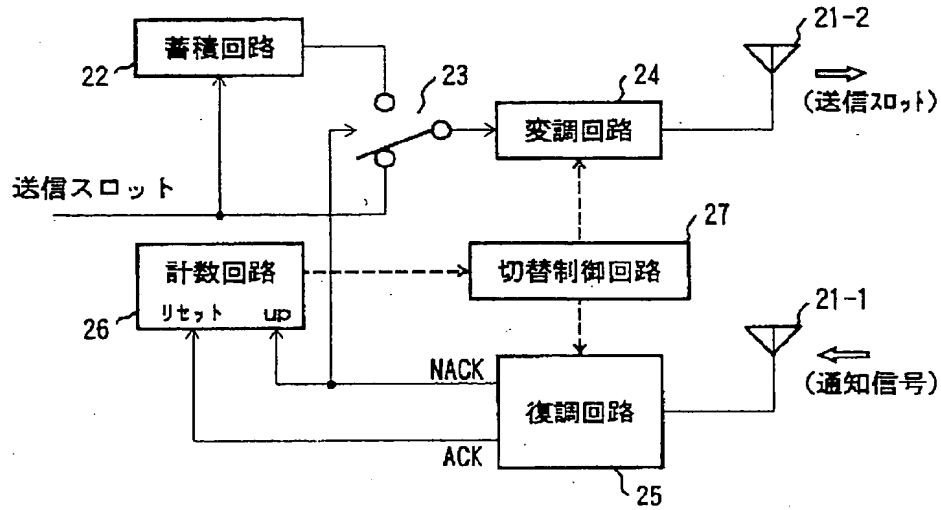 21-2
蓄積回路
22
23
24
(送信スロット)
変調回路
送信スロット
27
計数回路
リセット up
26
切替制御回路
21-1
NACK
(通知信号)
復調回路
ACK
25